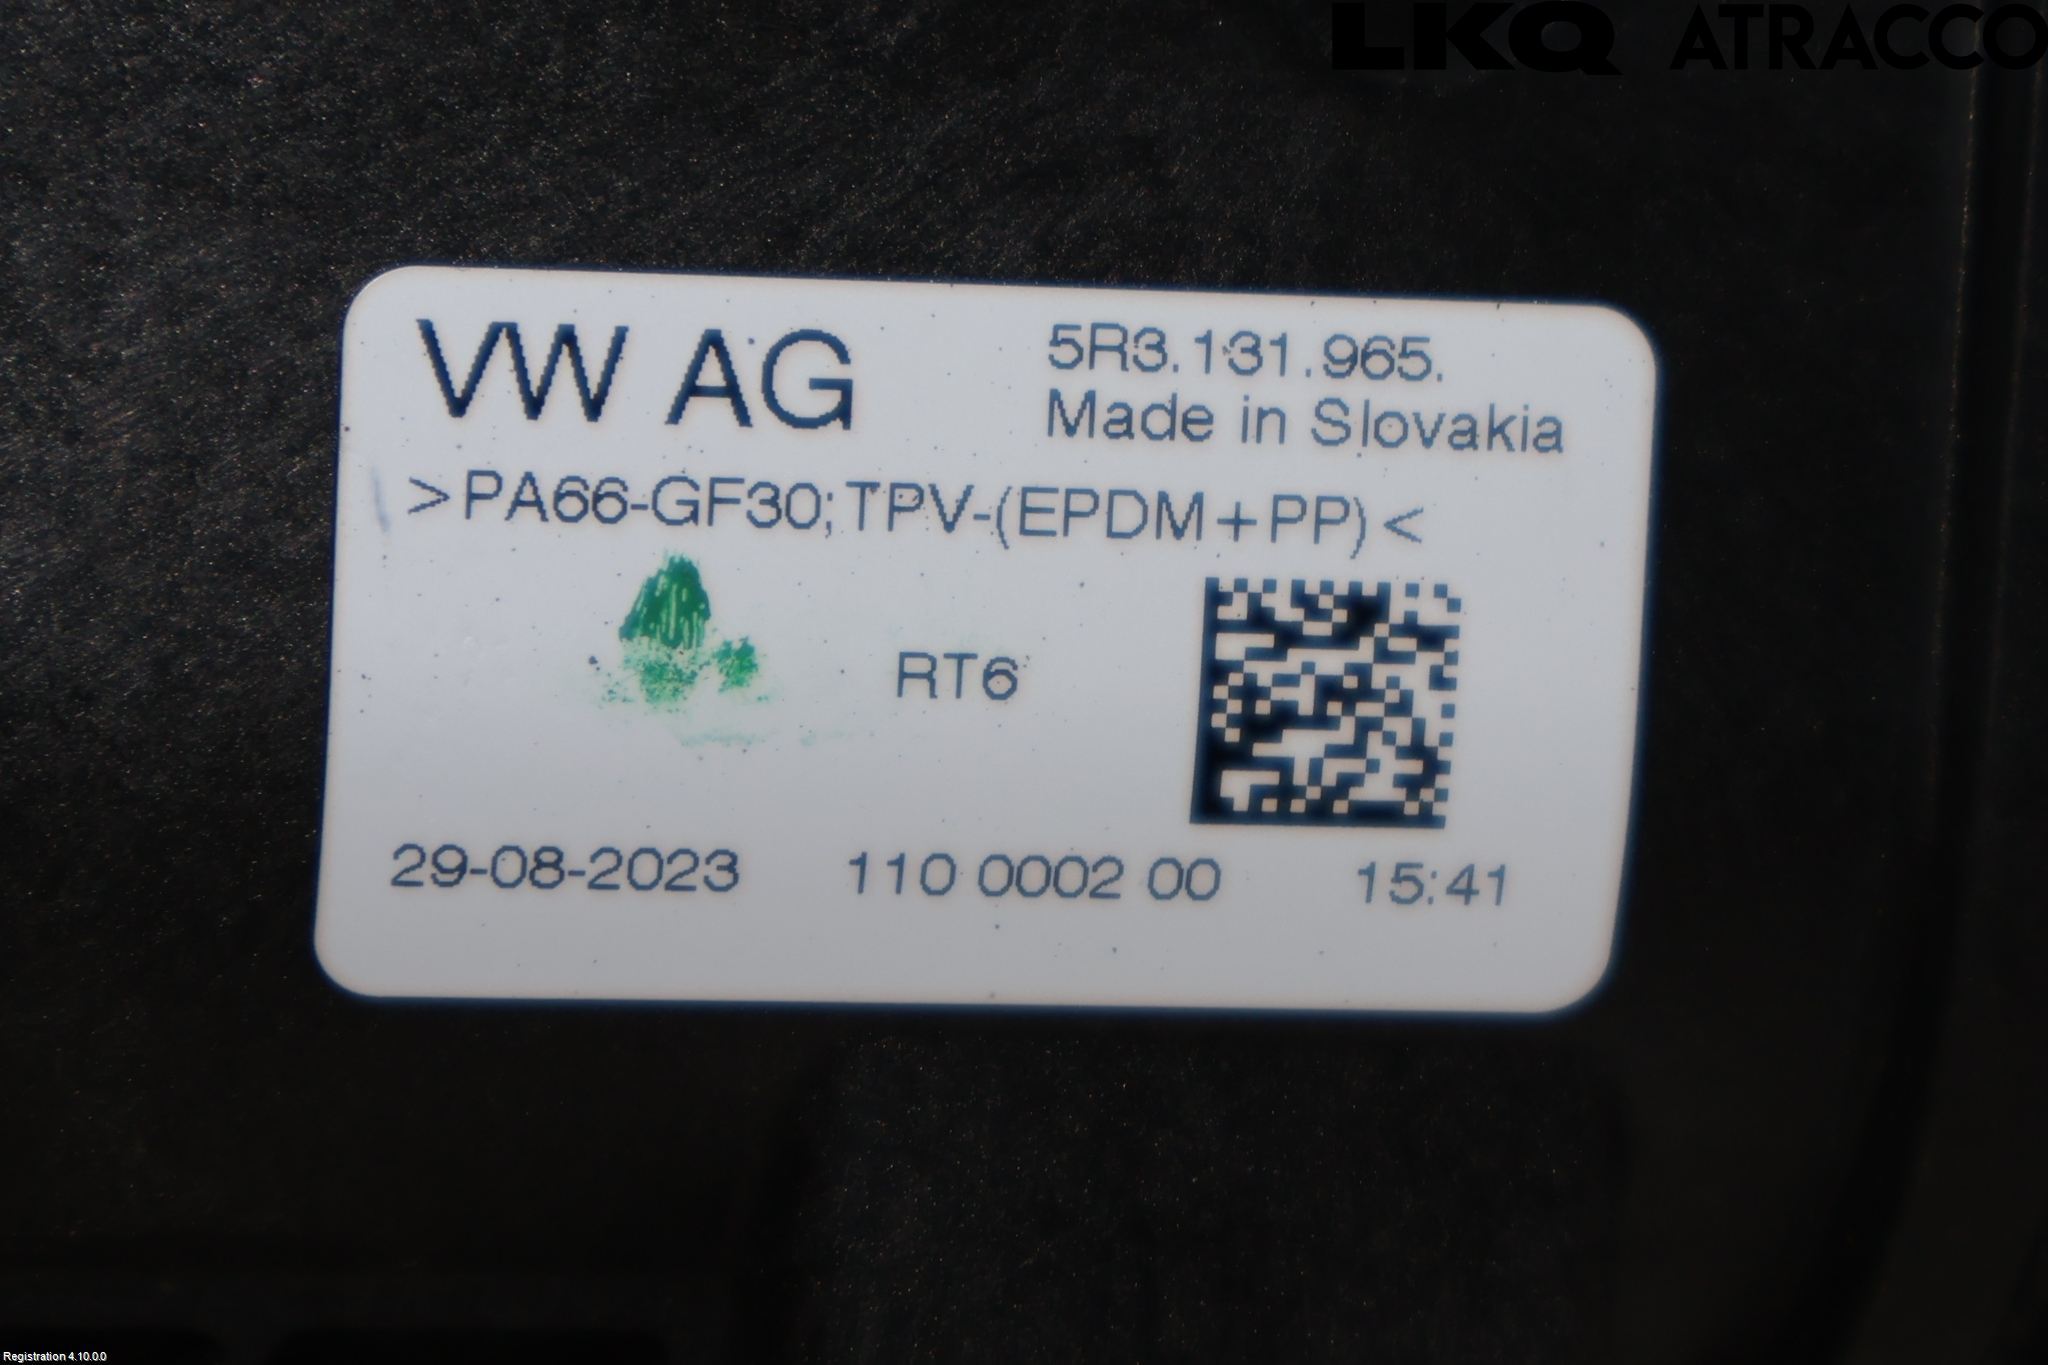 LKQ ATRACCO
VW AG
5R3.131.965.
Made in Slovakia
>PA66-GF30;TPV-(EPDM+PP)<
RT6
29-08-2023 110 0002 00 15:41
Registration 4.10.0.0